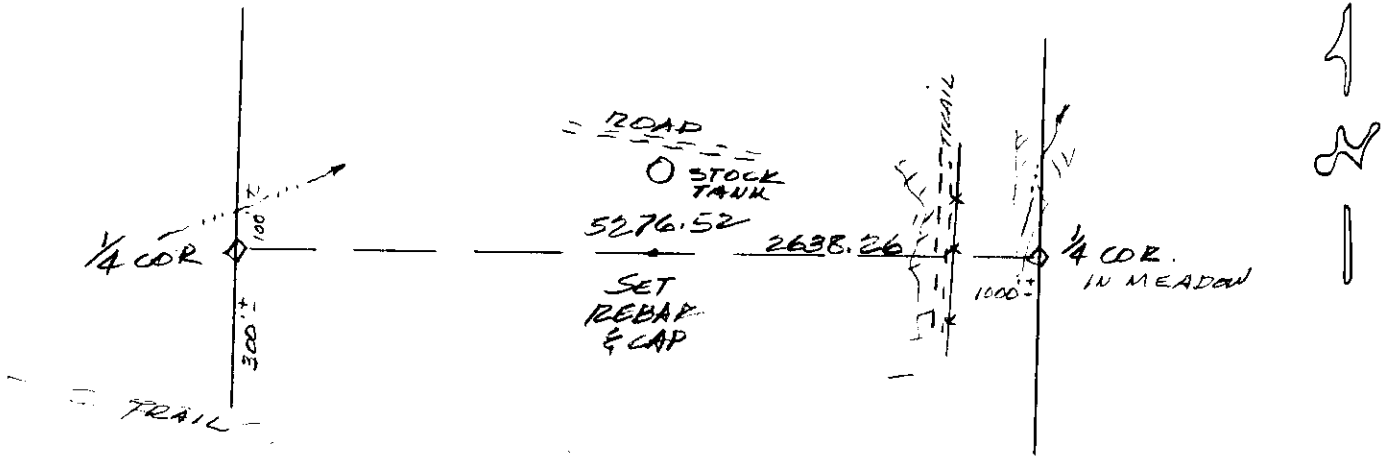 N
ROAD
STOCK
TANK
TRAIL
100'±
1/4 COR
5276.52
2638.26
1/4 COR.
IN MEADOW
1000'±
SET
REBAR
& CAP
300'±
TRAIL